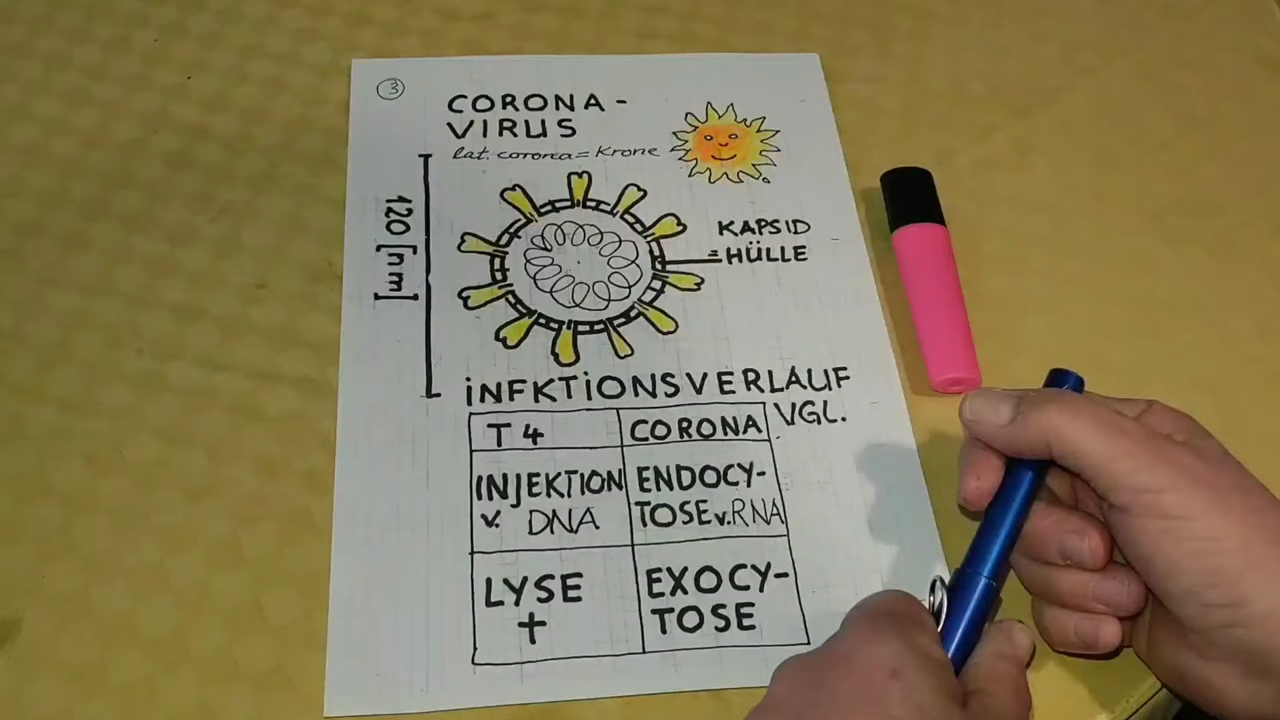 3
CORONA-
VIRUS
lat. corona = Krone
120 [nm]
KAPSID
=HÜLLE
INFKTIONSVERLAUF
VGL.
T4 CORONA
INJEKTION
v. DNA
ENDOCY-
TOSE v. RNA
LYSE
†
EXOCY-
TOSE